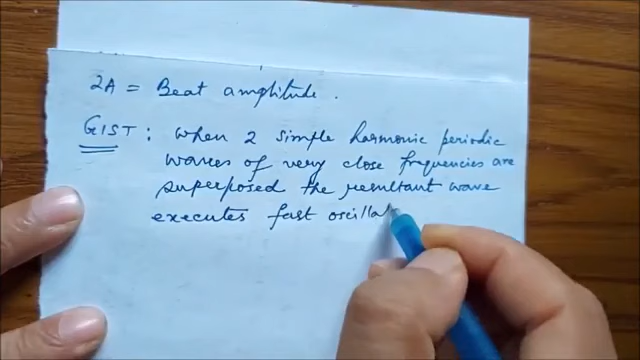 2A = Beat amplitude.
GIST: When 2 simple harmonic periodic
waves of very close frequencies are
superposed the resultant wave
executes fast oscilla